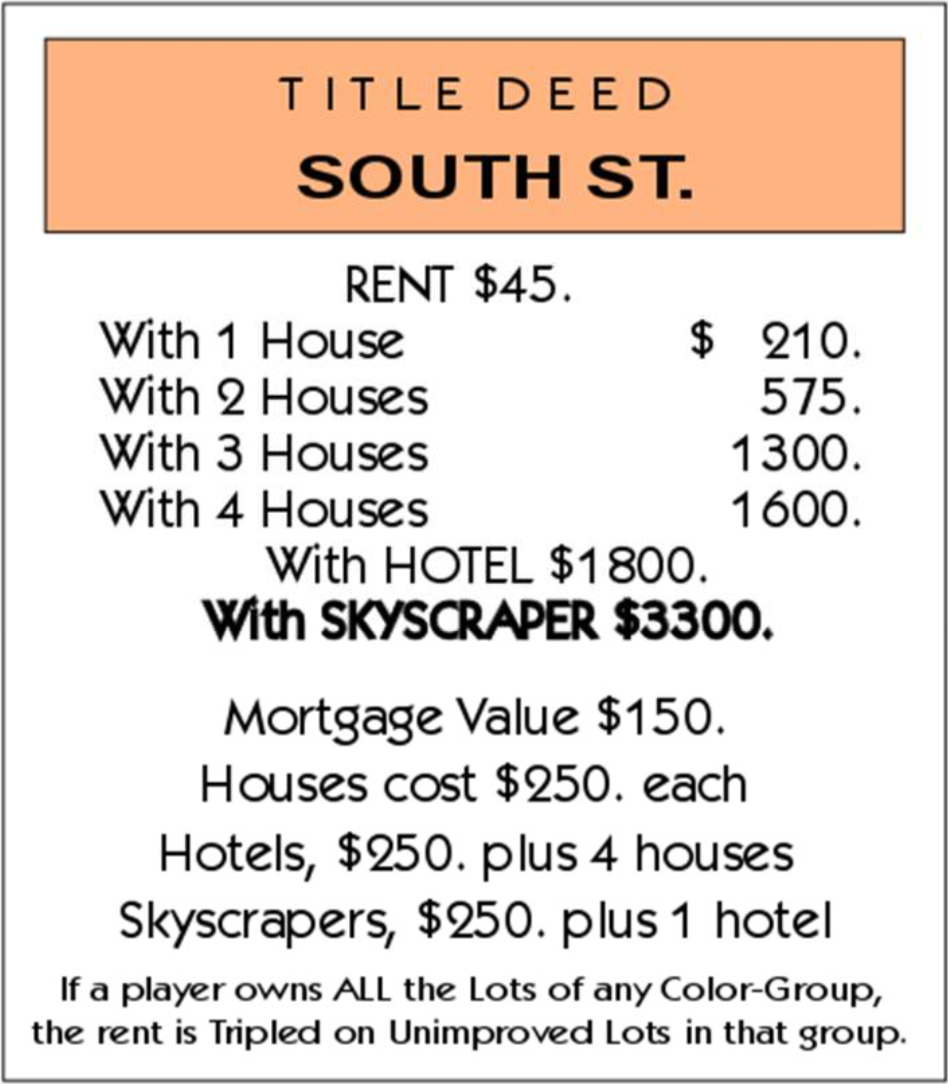 TITLE DEED
SOUTH ST.
RENT $45.
With 1 House $ 210.
With 2 Houses 575.
With 3 Houses 1300.
With 4 Houses 1600.
With HOTEL $1800.
With SKYSCRAPER $3300.
Mortgage Value $150.
Houses cost $250. each
Hotels, $250. plus 4 houses
Skyscrapers, $250. plus 1 hotel
If a player owns ALL the Lots of any Color-Group,
the rent is Tripled on Unimproved Lots in that group.